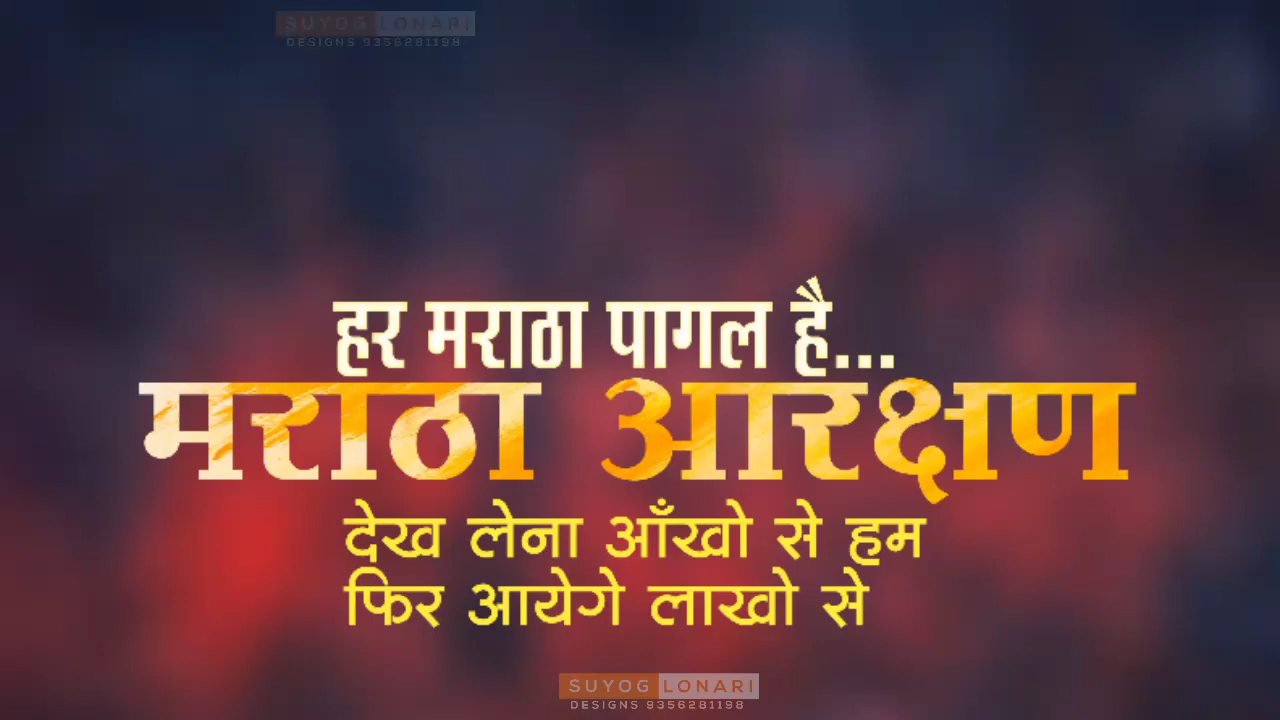 SUYOG LONARI
DESIGNS 9356281198
हर मराठा पागल है...
मराठा आरक्षण
देख लेना आँखो से हम
फिर आयेगे लाखो से
SUYOG LONARI
DESIGNS 9356281198